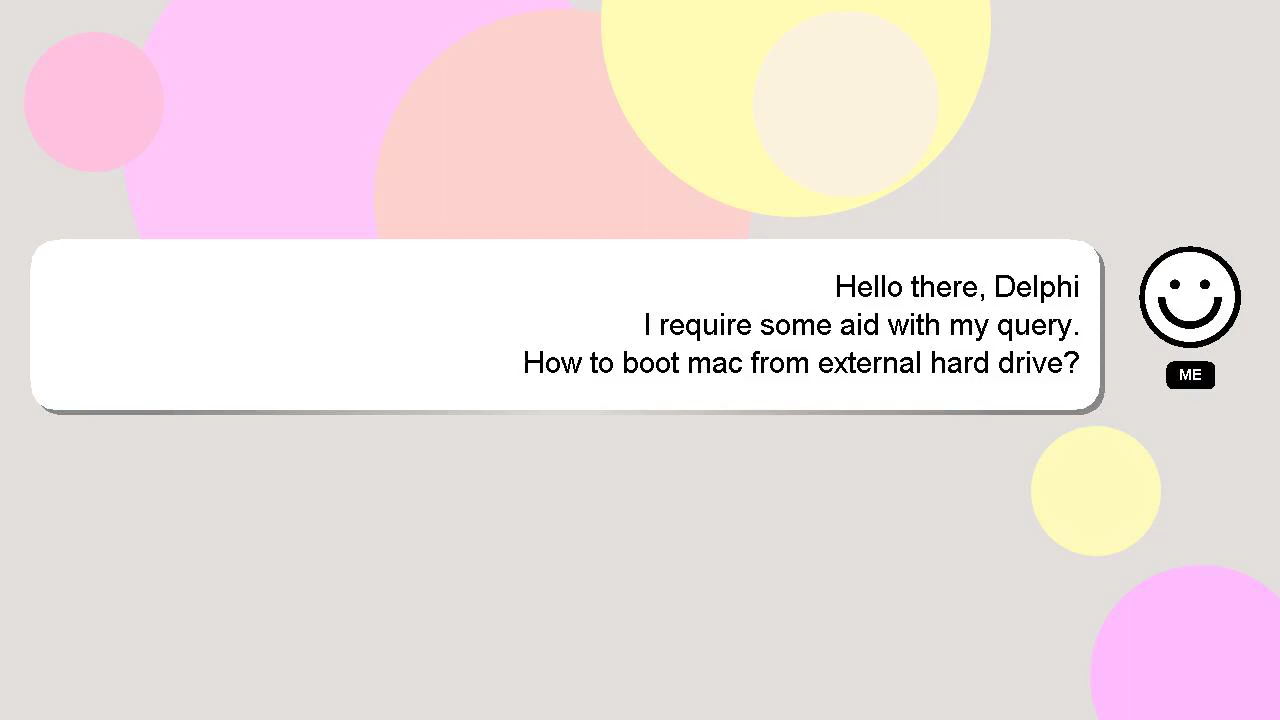 Hello there, Delphi
I require some aid with my query.
How to boot mac from external hard drive?
ME